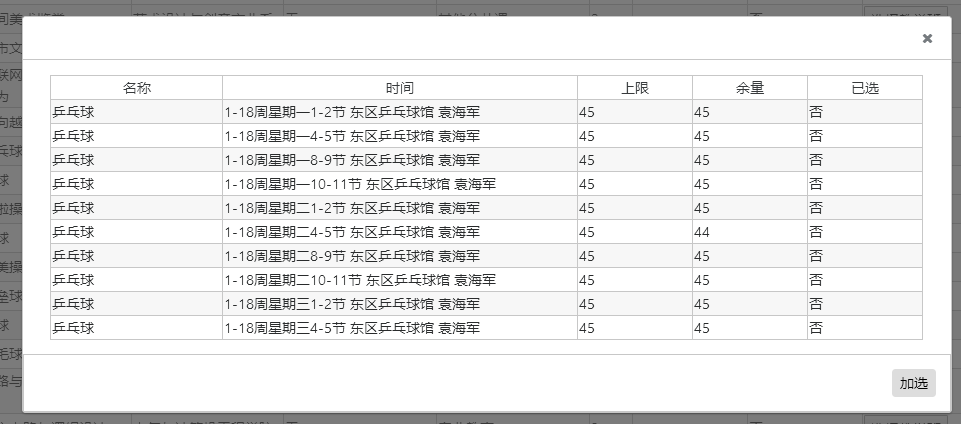 ×
名称 时间 上限 余量 已选
乒乓球 1-18周星期一1-2节 东区乒乓球馆 袁海军 45 45 否
乒乓球 1-18周星期一4-5节 东区乒乓球馆 袁海军 45 45 否
乒乓球 1-18周星期一8-9节 东区乒乓球馆 袁海军 45 45 否
乒乓球 1-18周星期一10-11节 东区乒乓球馆 袁海军 45 45 否
乒乓球 1-18周星期二1-2节 东区乒乓球馆 袁海军 45 45 否
乒乓球 1-18周星期二4-5节 东区乒乓球馆 袁海军 45 44 否
乒乓球 1-18周星期二8-9节 东区乒乓球馆 袁海军 45 45 否
乒乓球 1-18周星期二10-11节 东区乒乓球馆 袁海军 45 45 否
乒乓球 1-18周星期三1-2节 东区乒乓球馆 袁海军 45 45 否
乒乓球 1-18周星期三4-5节 东区乒乓球馆 袁海军 45 45 否
加选